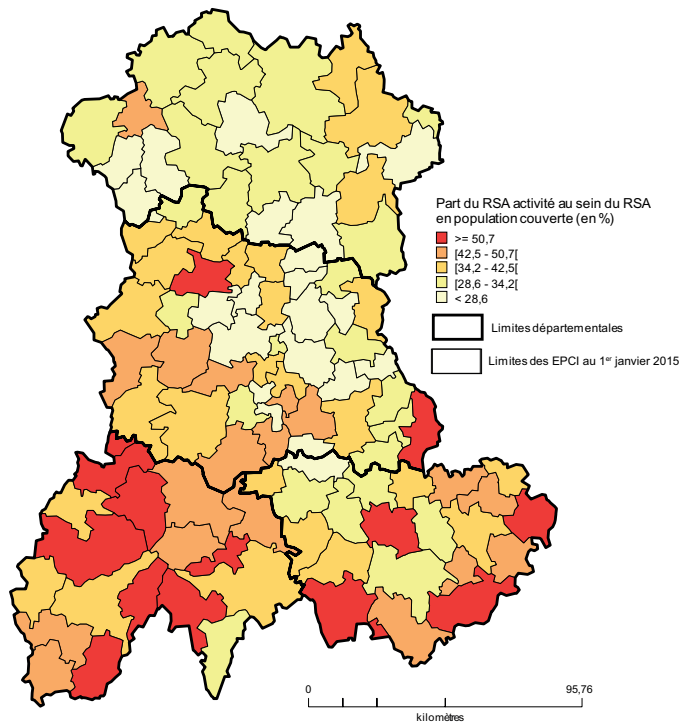 Part du RSA activité au sein du RSA
en population couverte (en %)
>= 50,7
[42,5 - 50,7[
[34,2 - 42,5[
[28,6 - 34,2[
< 28,6
Limites départementales
Limites des EPCI au 1er janvier 2015
0 95,76
kilomètres